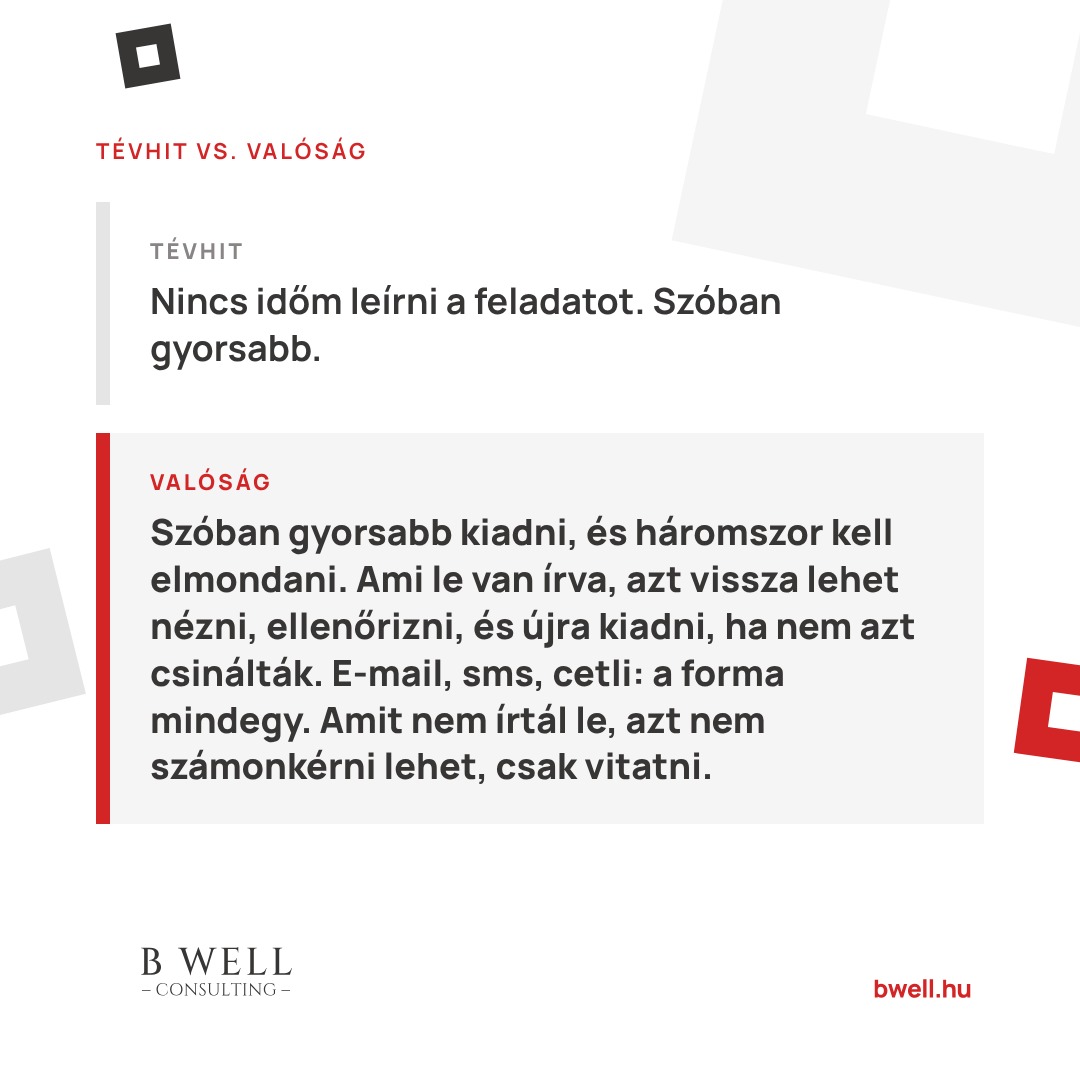 TÉVHIT VS. VALÓSÁG
TÉVHIT
Nincs időm leírni a feladatot. Szóban
gyorsabb.
VALÓSÁG
Szóban gyorsabb kiadni, és háromszor kell
elmondani. Ami le van írva, azt vissza lehet
nézni, ellenőrizni, és újra kiadni, ha nem azt
csinálták. E-mail, sms, cetli: a forma
mindegy. Amit nem írtál le, azt nem
számonkérni lehet, csak vitatni.
B WELL
– CONSULTING –
bwell.hu